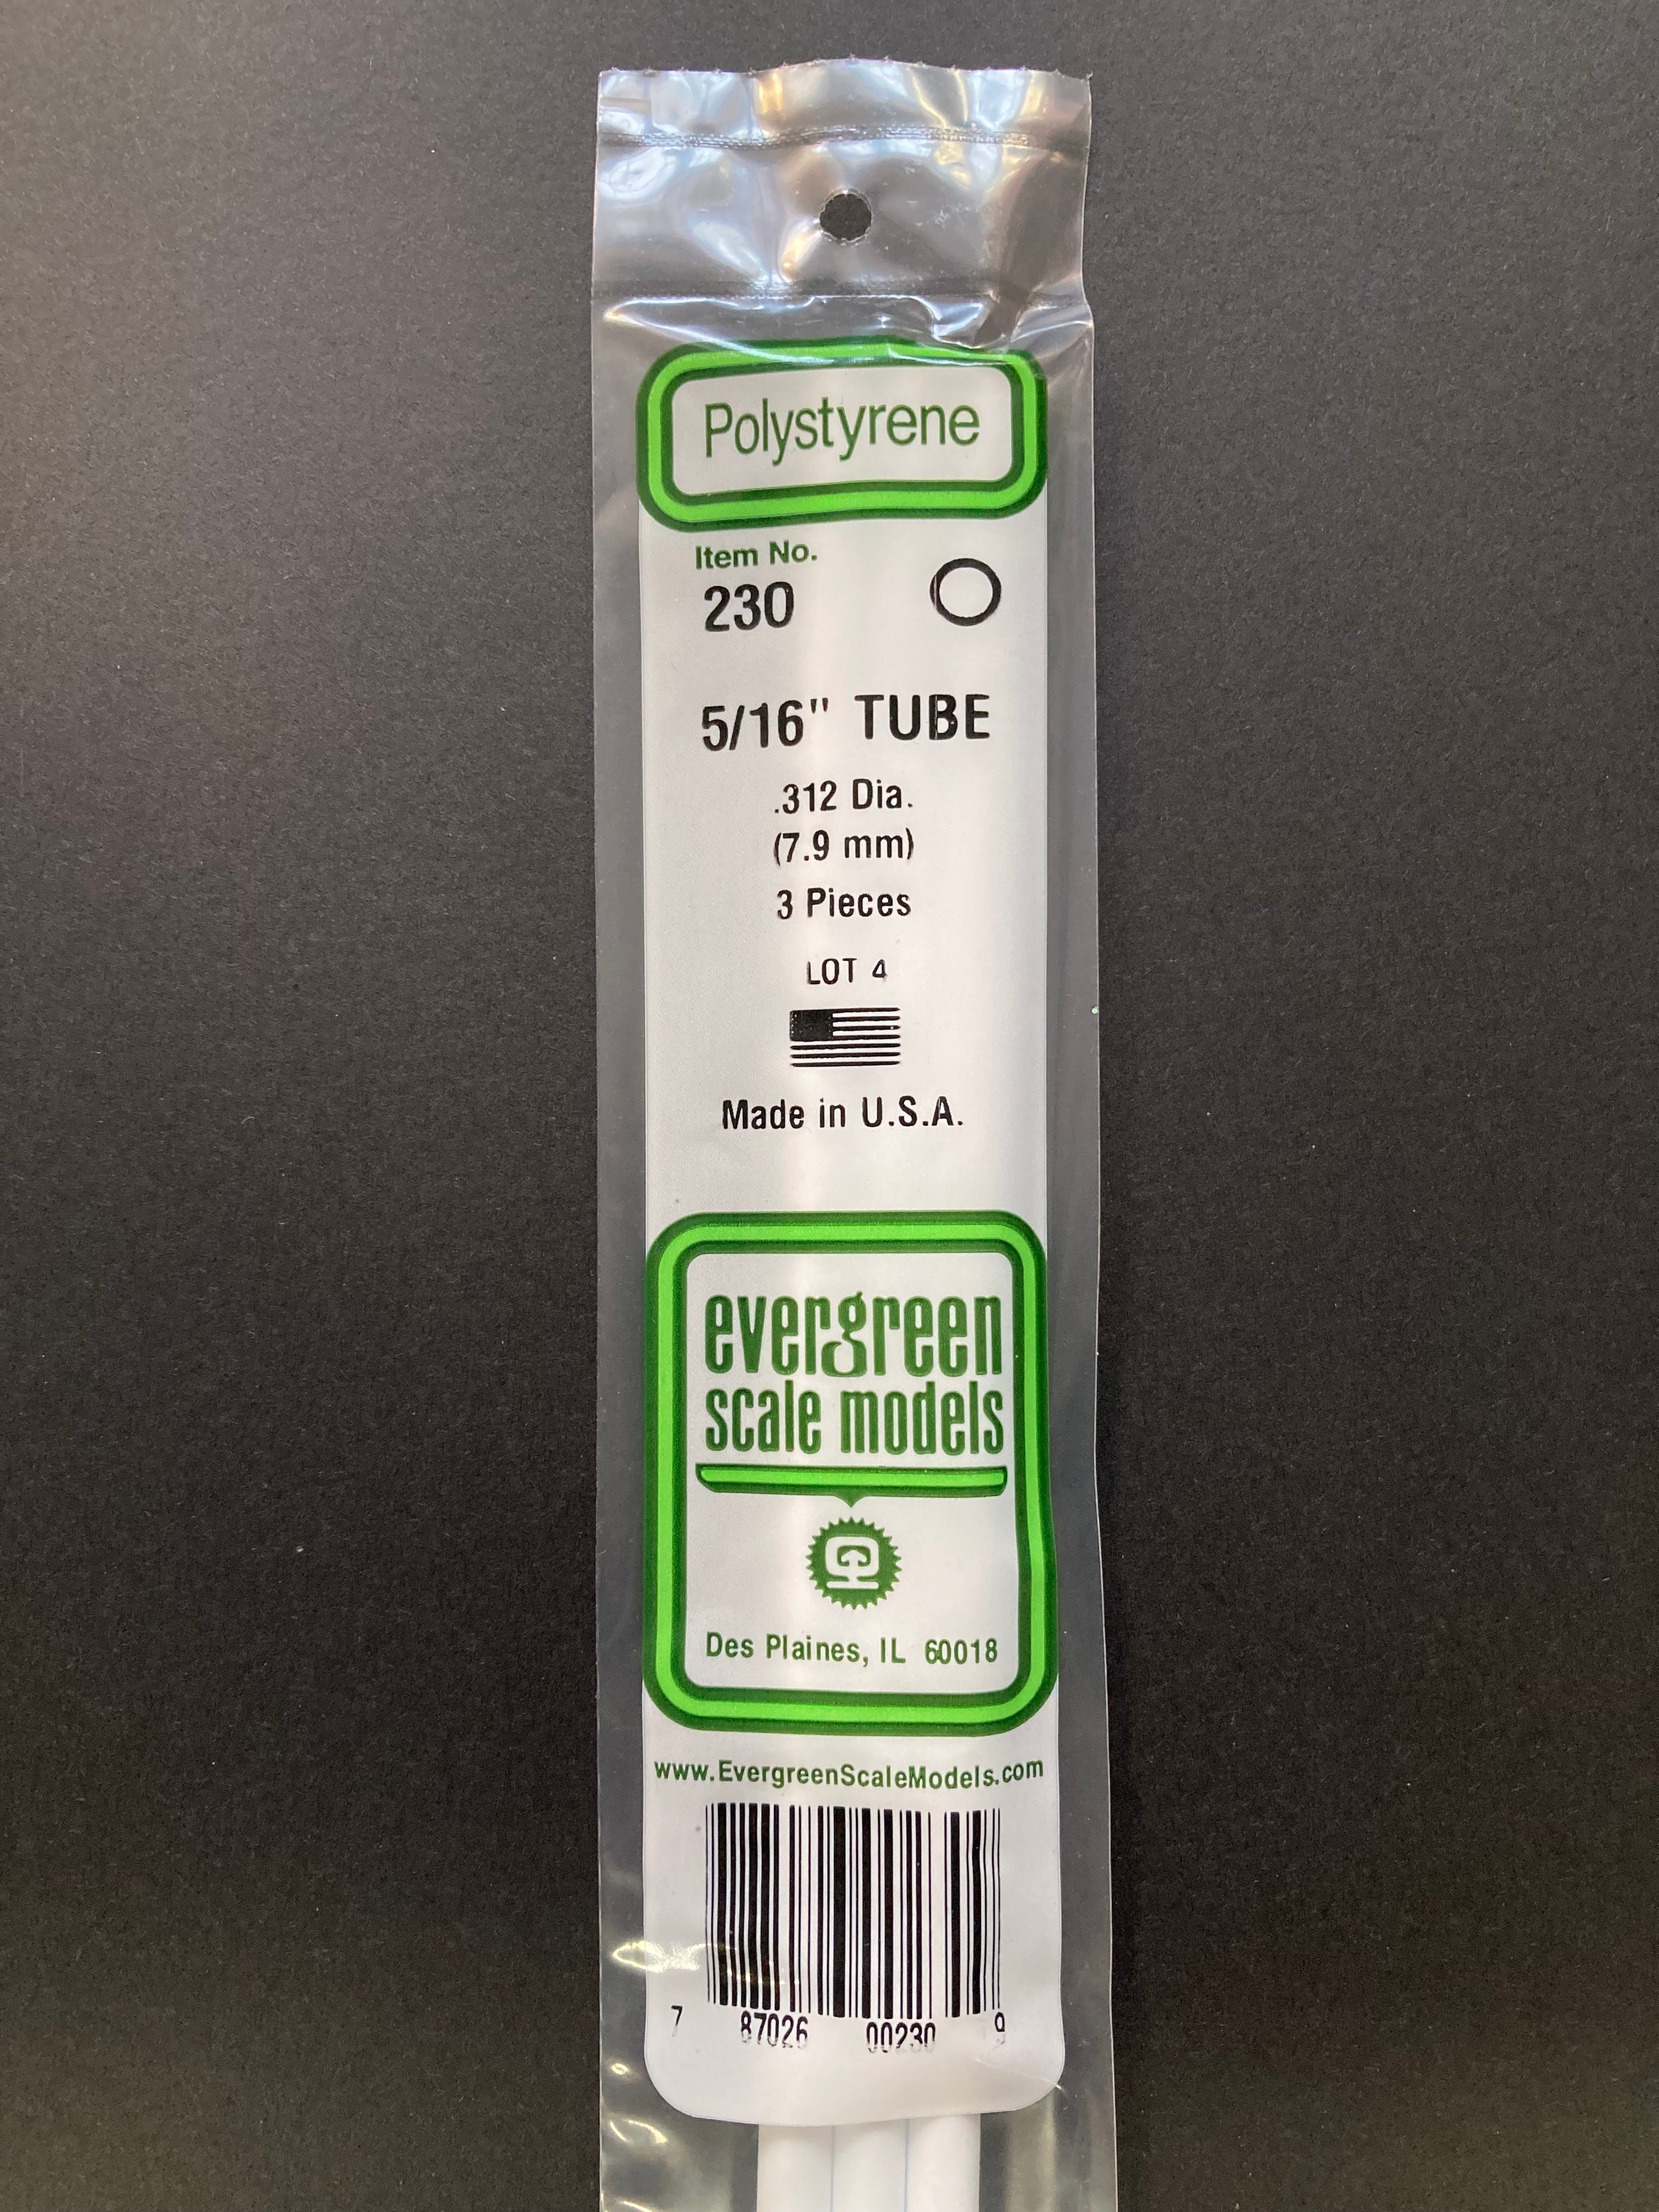 Polystyrene
Item No.
230
5/16" TUBE
.312 Dia.
(7.9 mm)
3 Pieces
LOT 4
Made in U.S.A.
evergreen
scale models
Des Plaines, IL 60018
www.EvergreenScaleModels.com
7 87026 00230 9